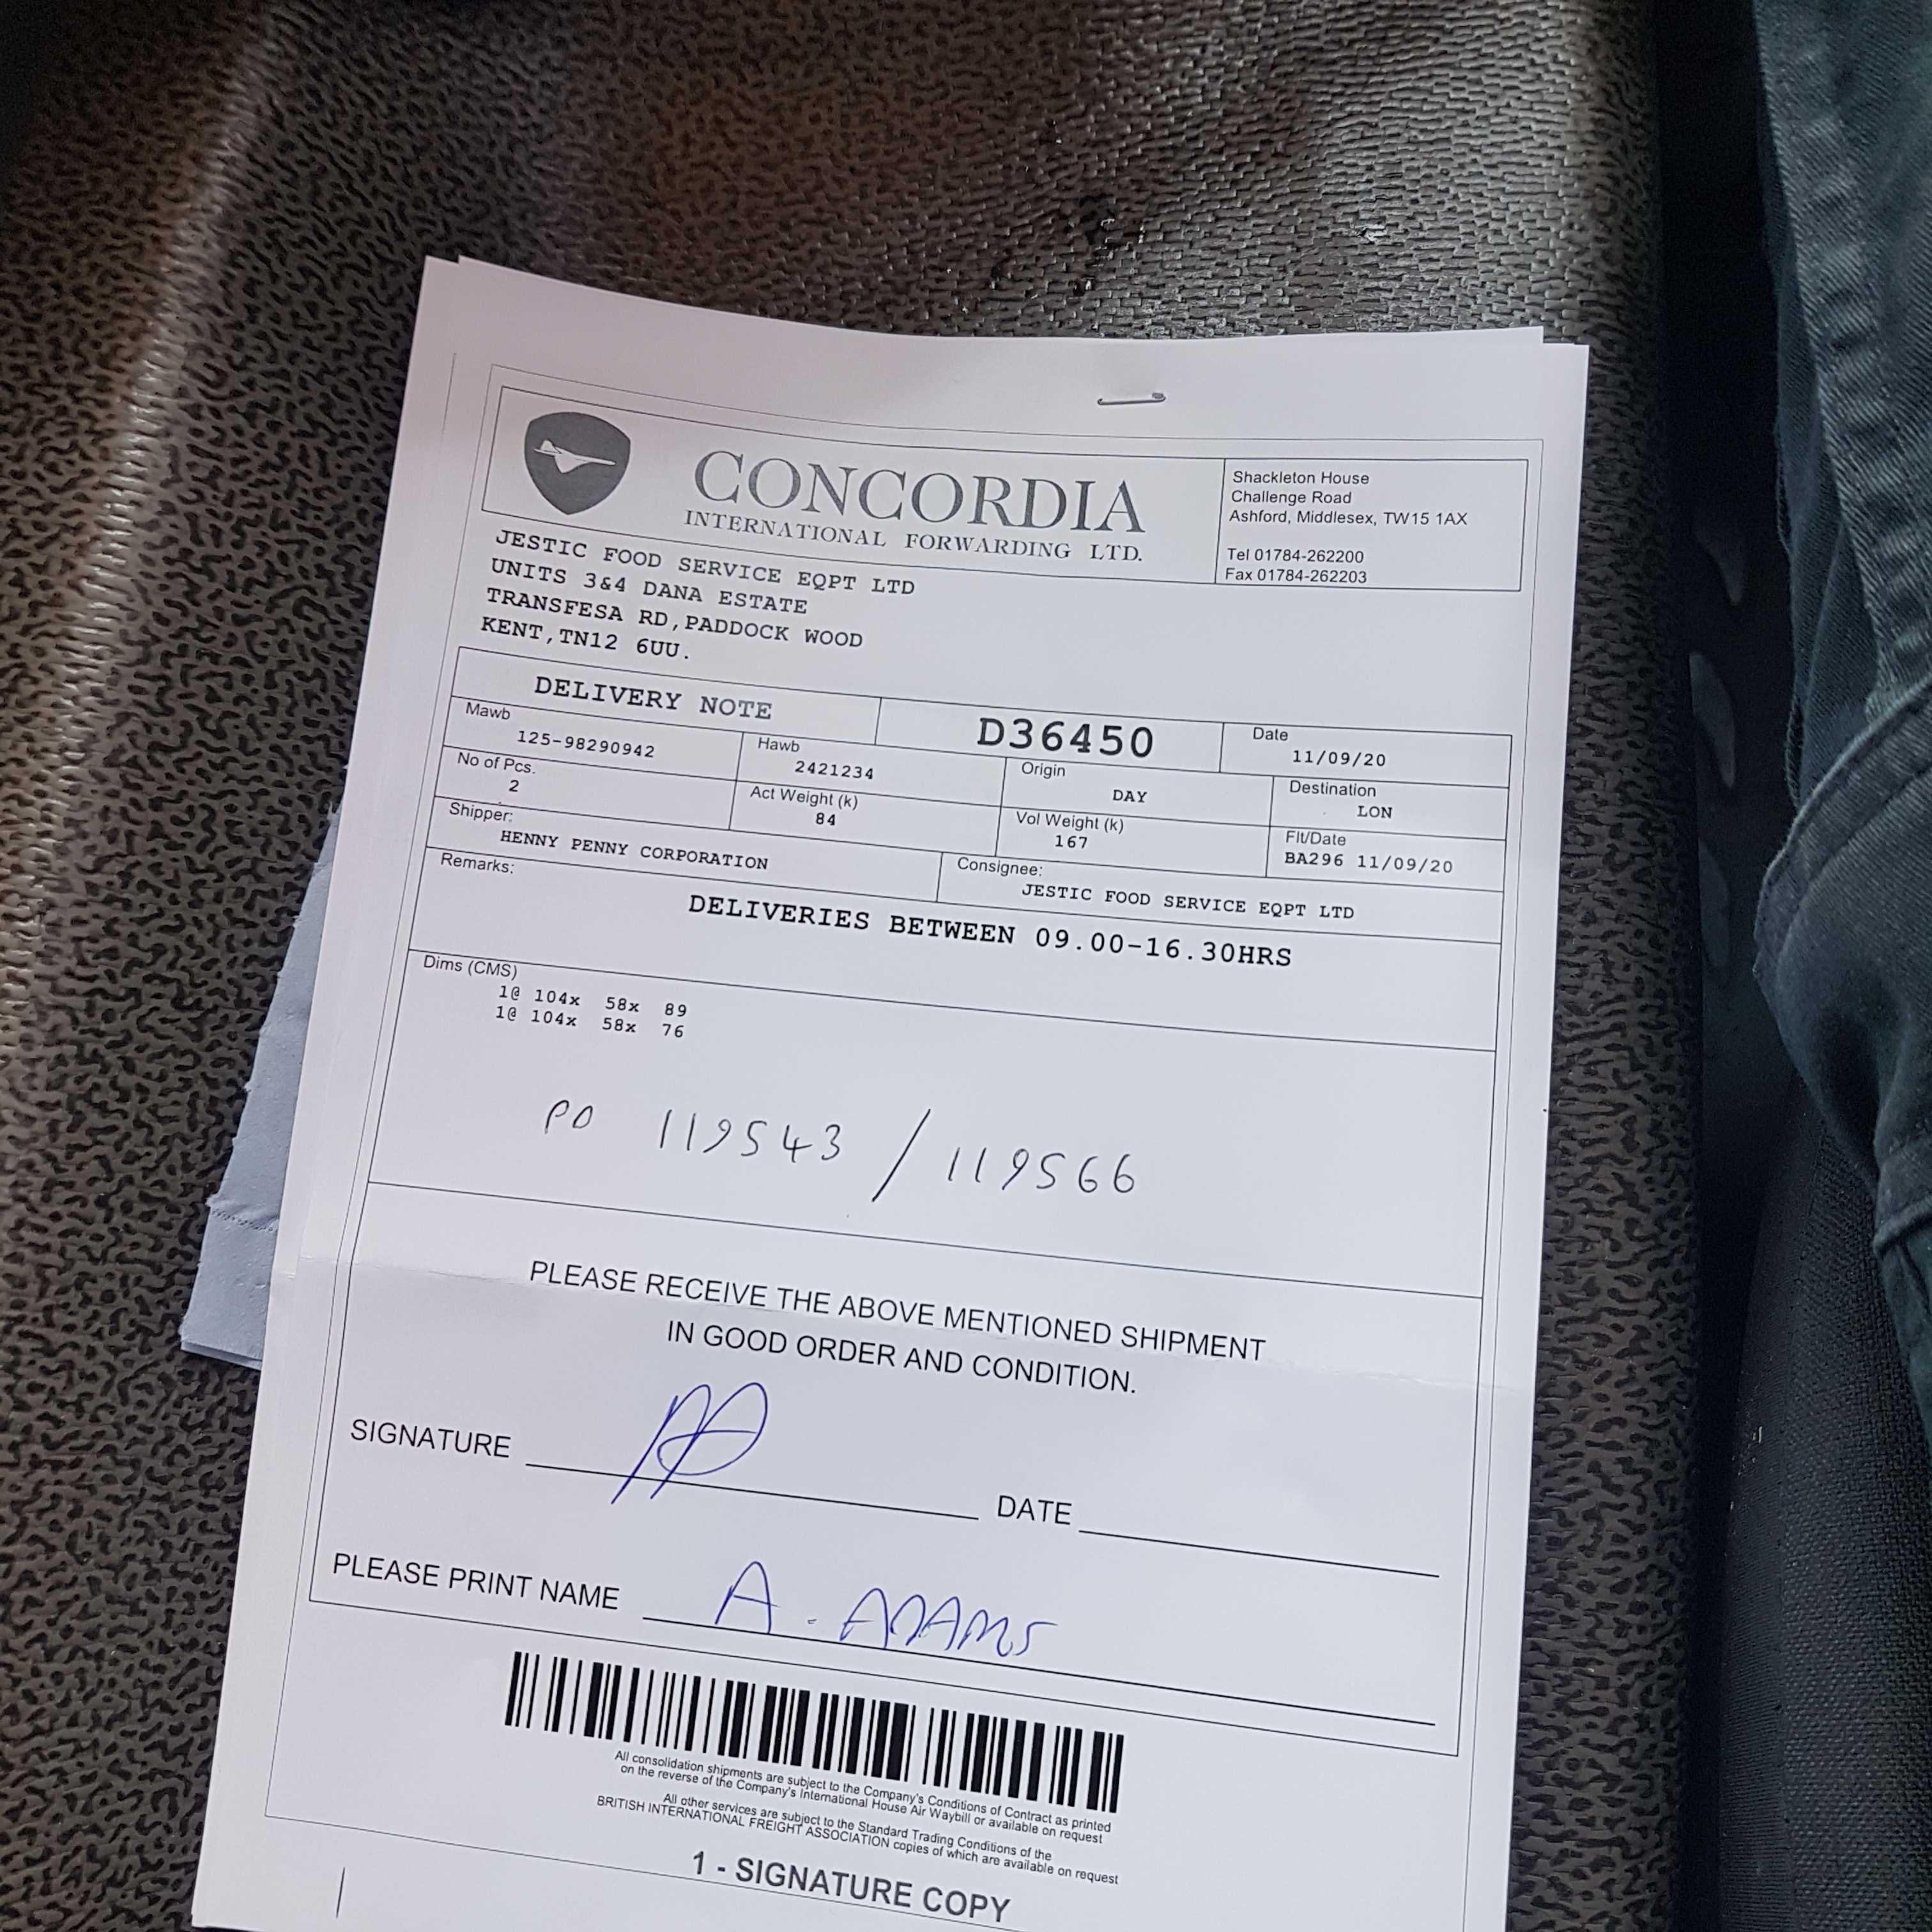 CONCORDIA
INTERNATIONAL FORWARDING LTD.
Shackleton House
Challenge Road
Ashford, Middlesex, TW15 1AX
Tel 01784-262200
Fax 01784-262203
JESTIC FOOD SERVICE EQPT LTD
UNITS 3&4 DANA ESTATE
TRANSFESA RD,PADDOCK WOOD
KENT,TN12 6UU.
DELIVERY NOTE
D36450
Date
11/09/20
Mawb
125-98290942
Hawb
2421234
Origin
DAY
Destination
LON
No of Pcs.
2
Act Weight (k)
84
Vol Weight (k)
167
Flt/Date
BA296 11/09/20
Shipper:
HENNY PENNY CORPORATION
Consignee:
JESTIC FOOD SERVICE EQPT LTD
Remarks:
DELIVERIES BETWEEN 09.00-16.30HRS
Dims (CMS)
1@ 104x 58x 89
1@ 104x 58x 76
PO 119543 / 119566
PLEASE RECEIVE THE ABOVE MENTIONED SHIPMENT
IN GOOD ORDER AND CONDITION.
SIGNATURE
DATE
PLEASE PRINT NAME A. ADAMS
All consolidation shipments are subject to the Company's Conditions of Contract as printed
on the reverse of the Company's International House Air Waybill or available on request
All other services are subject to the Standard Trading Conditions of the
BRITISH INTERNATIONAL FREIGHT ASSOCIATION copies of which are available on request
1 - SIGNATURE COPY